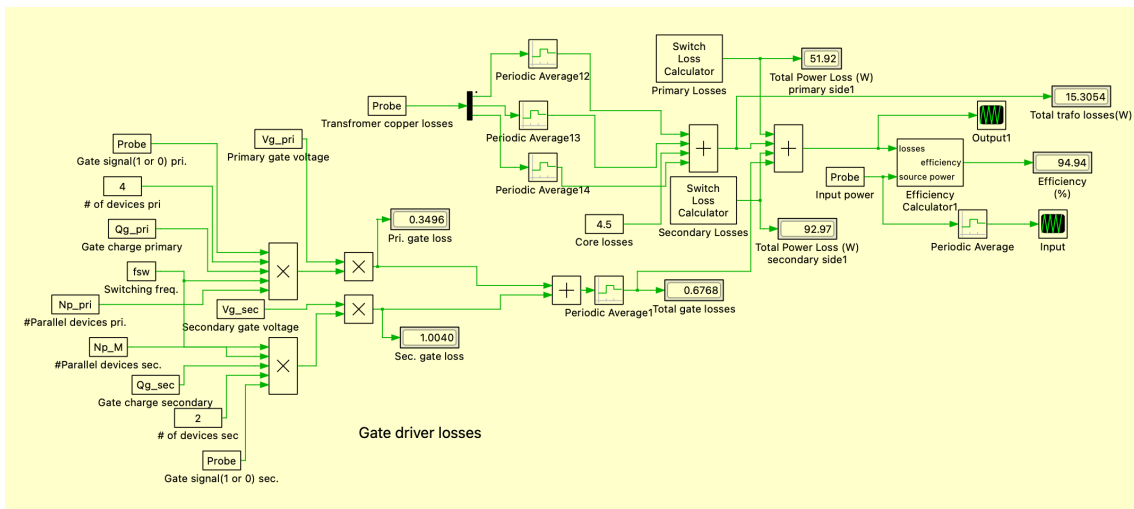 Periodic Average12
Switch
Loss
Calculator
Primary Losses
51.92
Total Power Loss (W)
primary side1
Probe
Transfromer copper losses
Periodic Average13
15.3054
Total trafo losses(W)
Output1
Vg_pri
Primary gate voltage
Probe
Gate signal(1 or 0) pri.
4
# of devices pri
Periodic Average14
+
+
losses
efficiency
source power
Efficiency
Calculator1
94.94
Efficiency
(%)
Probe
Input power
Switch
Loss
Calculator
Secondary Losses
4.5
Core losses
92.97
Total Power Loss (W)
secondary side1
Periodic Average
Input
Qg_pri
Gate charge primary
0.3496
Pri. gate loss
fsw
Switching freq.
×
×
Np_pri
#Parallel devices pri.
Vg_sec
Secondary gate voltage
×
+
Periodic Average1
0.6768
Total gate losses
1.0040
Sec. gate loss
Np_M
#Parallel devices sec.
×
Qg_sec
Gate charge secondary
2
# of devices sec
Probe
Gate signal(1 or 0) sec.
Gate driver losses